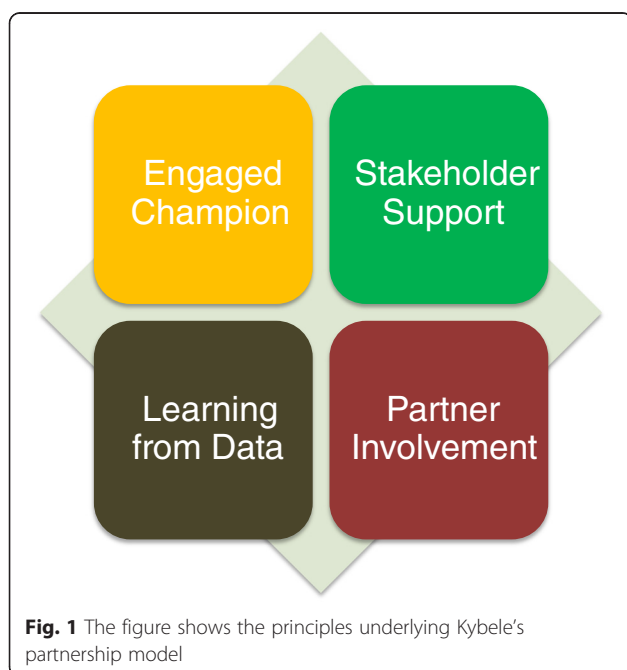 Engaged
Champion
Stakeholder
Support
Learning
from Data
Partner
Involvement
Fig. 1 The figure shows the principles underlying Kybele's
partnership model